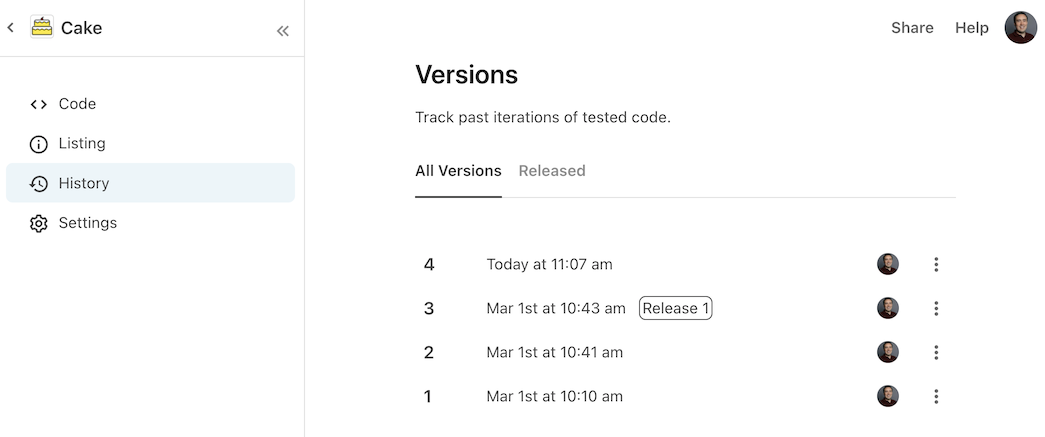 Cake
Share Help
Code
Listing
History
Settings
Versions
Track past iterations of tested code.
All Versions Released
4 Today at 11:07 am
3 Mar 1st at 10:43 am Release 1
2 Mar 1st at 10:41 am
1 Mar 1st at 10:10 am